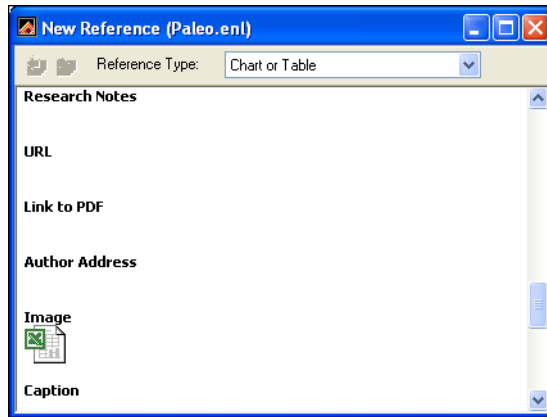 New Reference (Paleo.enl)
Reference Type: Chart or Table
Research Notes
URL
Link to PDF
Author Address
Image
Caption